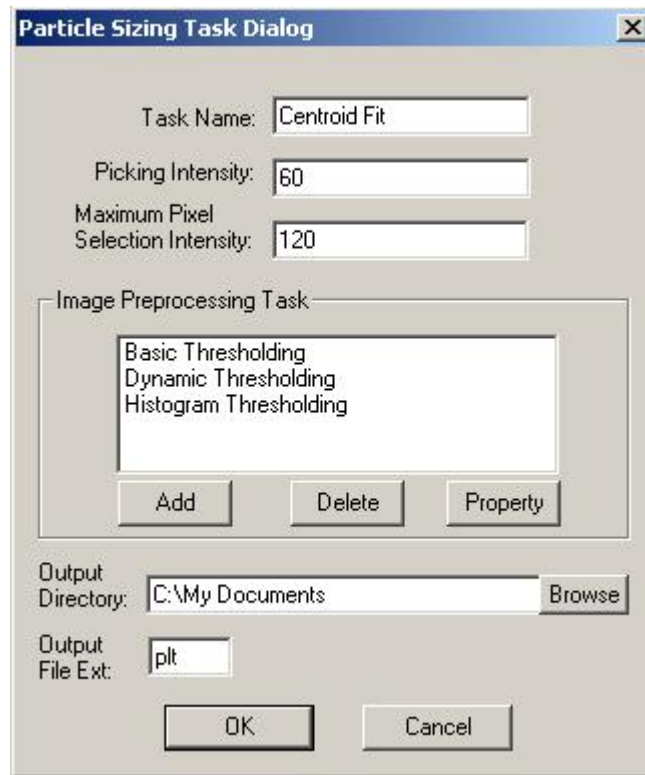 Particle Sizing Task Dialog
Task Name: Centroid Fit
Picking Intensity: 60
Maximum Pixel
Selection Intensity: 120
Image Preprocessing Task
Basic Thresholding
Dynamic Thresholding
Histogram Thresholding
Add Delete Property
Output
Directory: C:\My Documents Browse
Output
File Ext: plt
OK Cancel